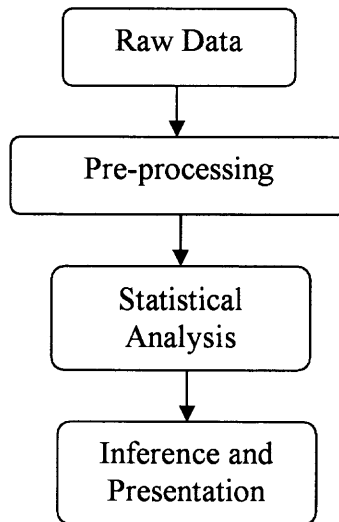 Raw Data
Pre-processing
Statistical
Analysis
Inference and
Presentation